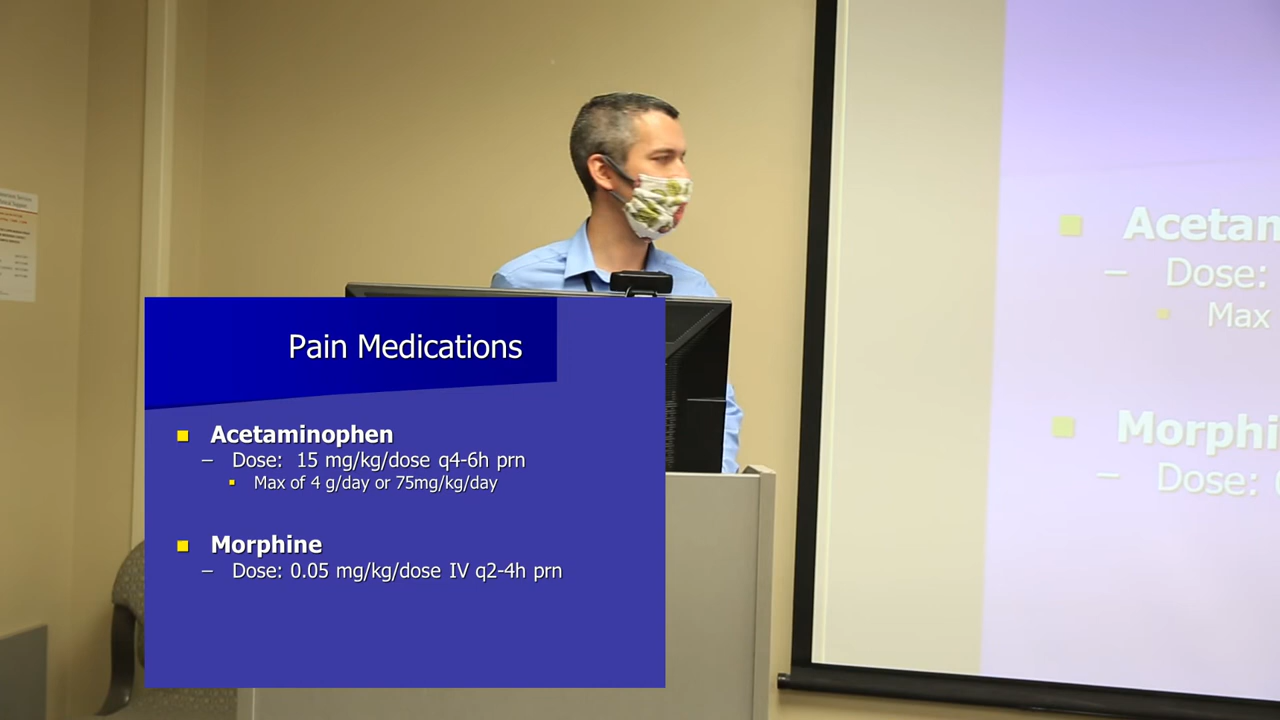 Pain Medications
Acetaminophen
– Dose: 15 mg/kg/dose q4-6h prn
Max of 4 g/day or 75mg/kg/day
Morphine
– Dose: 0.05 mg/kg/dose IV q2-4h prn
Acetan
– Dose:
Max
Morphi
– Dose: